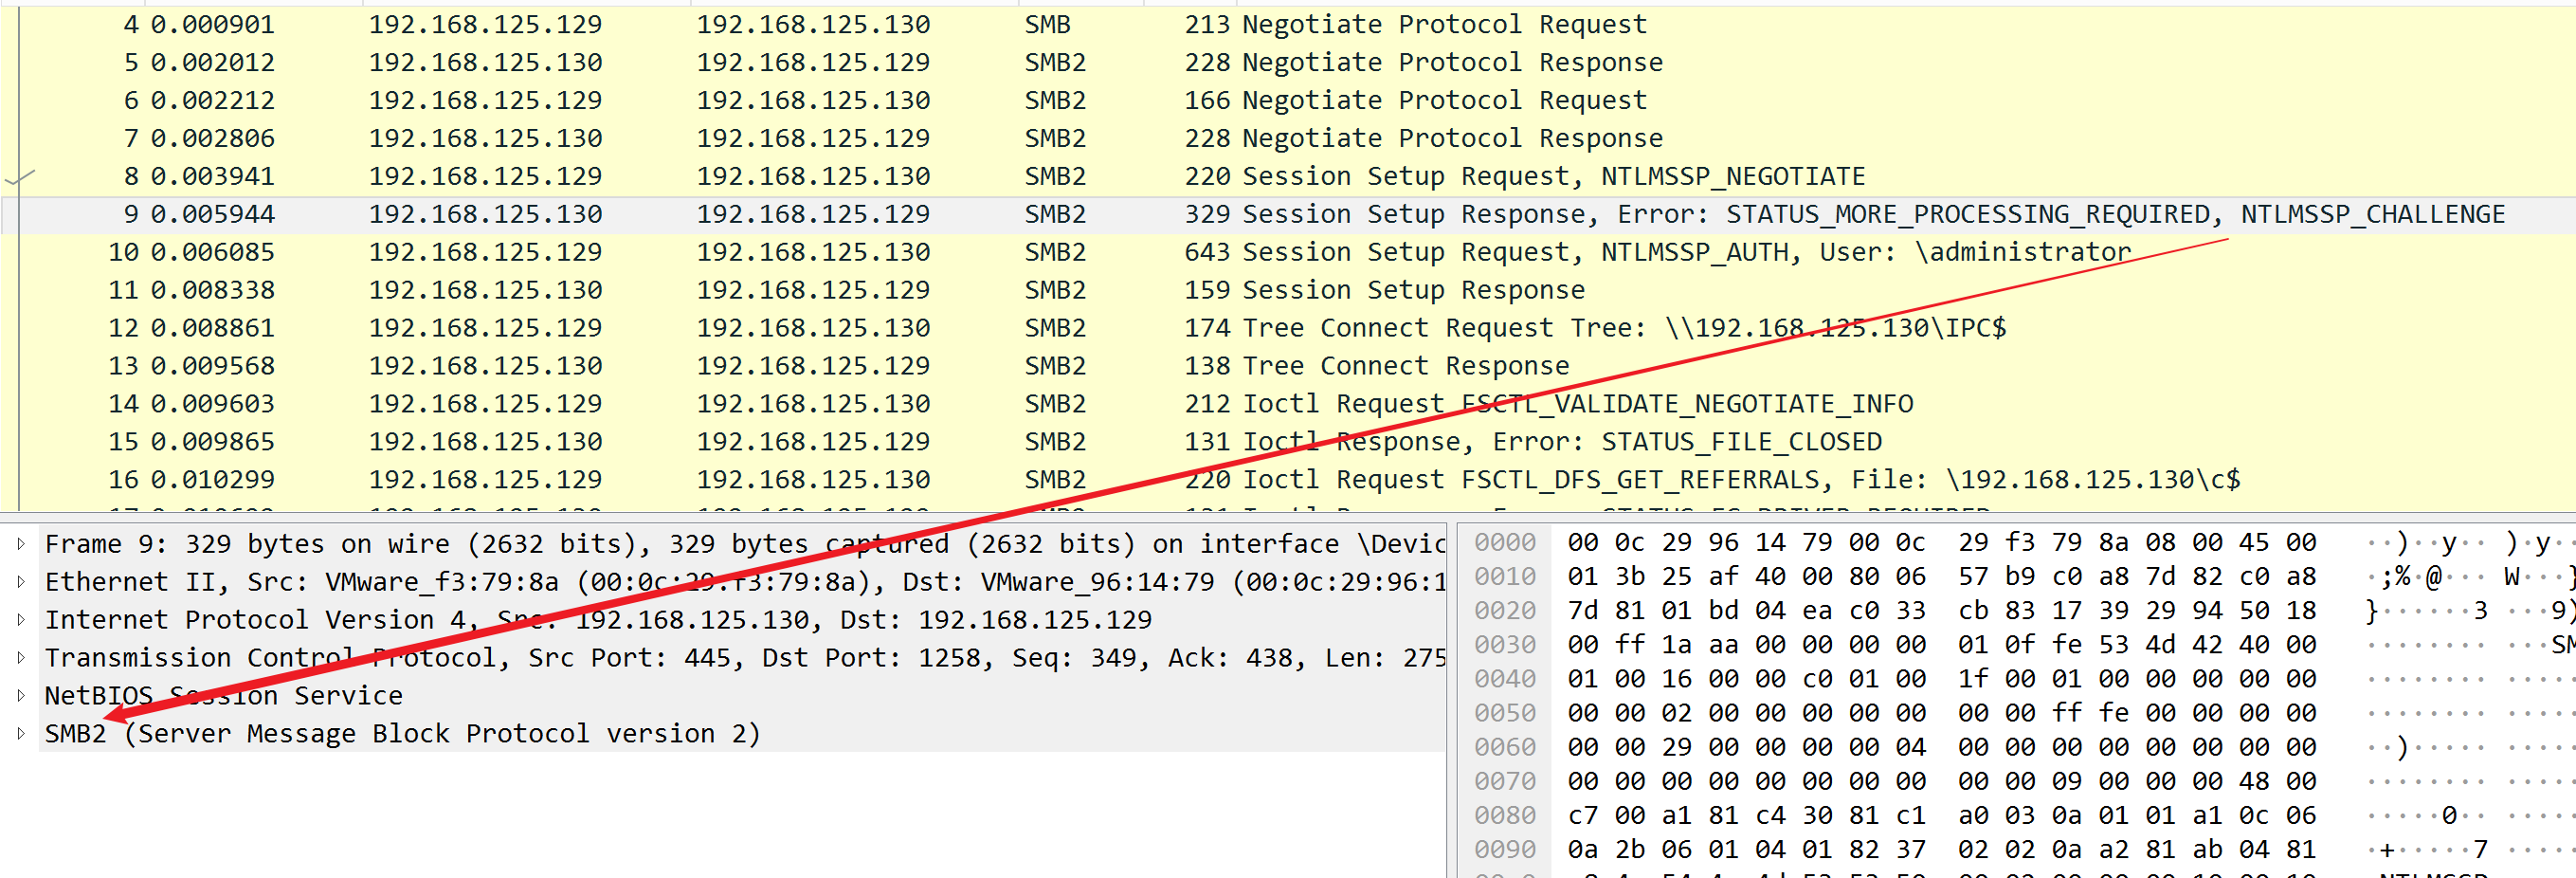 4 0.000901 192.168.125.129 192.168.125.130 SMB 213 Negotiate Protocol Request
5 0.002012 192.168.125.130 192.168.125.129 SMB2 228 Negotiate Protocol Response
6 0.002212 192.168.125.129 192.168.125.130 SMB2 166 Negotiate Protocol Request
7 0.002806 192.168.125.130 192.168.125.129 SMB2 228 Negotiate Protocol Response
8 0.003941 192.168.125.129 192.168.125.130 SMB2 220 Session Setup Request, NTLMSSP_NEGOTIATE
9 0.005944 192.168.125.130 192.168.125.129 SMB2 329 Session Setup Response, Error: STATUS_MORE_PROCESSING_REQUIRED, NTLMSSP_CHALLENGE
10 0.006085 192.168.125.129 192.168.125.130 SMB2 643 Session Setup Request, NTLMSSP_AUTH, User: \administrator
11 0.008338 192.168.125.130 192.168.125.129 SMB2 159 Session Setup Response
12 0.008861 192.168.125.129 192.168.125.130 SMB2 174 Tree Connect Request Tree: \\192.168.125.130\IPC$
13 0.009568 192.168.125.130 192.168.125.129 SMB2 138 Tree Connect Response
14 0.009603 192.168.125.129 192.168.125.130 SMB2 212 Ioctl Request FSCTL_VALIDATE_NEGOTIATE_INFO
15 0.009865 192.168.125.130 192.168.125.129 SMB2 131 Ioctl Response, Error: STATUS_FILE_CLOSED
16 0.010299 192.168.125.129 192.168.125.130 SMB2 220 Ioctl Request FSCTL_DFS_GET_REFERRALS, File: \192.168.125.130\c$
Frame 9: 329 bytes on wire (2632 bits), 329 bytes captured (2632 bits) on interface \Devic
Ethernet II, Src: VMware_f3:79:8a (00:0c:29:f3:79:8a), Dst: VMware_96:14:79 (00:0c:29:96:1
Internet Protocol Version 4, Src: 192.168.125.130, Dst: 192.168.125.129
Transmission Control Protocol, Src Port: 445, Dst Port: 1258, Seq: 349, Ack: 438, Len: 275
NetBIOS Session Service
SMB2 (Server Message Block Protocol version 2)
0000 00 0c 29 96 14 79 00 0c 29 f3 79 8a 08 00 45 00 ··)··y·· )·y··
0010 01 3b 25 af 40 00 80 06 57 b9 c0 a8 7d 82 c0 a8 ·;%·@··· W···}
0020 7d 81 01 bd 04 ea c0 33 cb 83 17 39 29 94 50 18 }······3 ···9)
0030 00 ff 1a aa 00 00 00 00 01 0f fe 53 4d 42 40 00 ········ ···SM
0040 01 00 16 00 00 c0 01 00 1f 00 01 00 00 00 00 00 ········ ·····
0050 00 00 02 00 00 00 00 00 00 00 ff fe 00 00 00 00 ········ ·····
0060 00 00 29 00 00 00 00 04 00 00 00 00 00 00 00 00 ··)····· ·····
0070 00 00 00 00 00 00 00 00 00 00 09 00 00 00 48 00 ········ ·····
0080 c7 00 a1 81 c4 30 81 c1 a0 03 0a 01 01 a1 0c 06 ·····0·· ·····
0090 0a 2b 06 01 04 01 82 37 02 02 0a a2 81 ab 04 81 ·+·····7 ·····